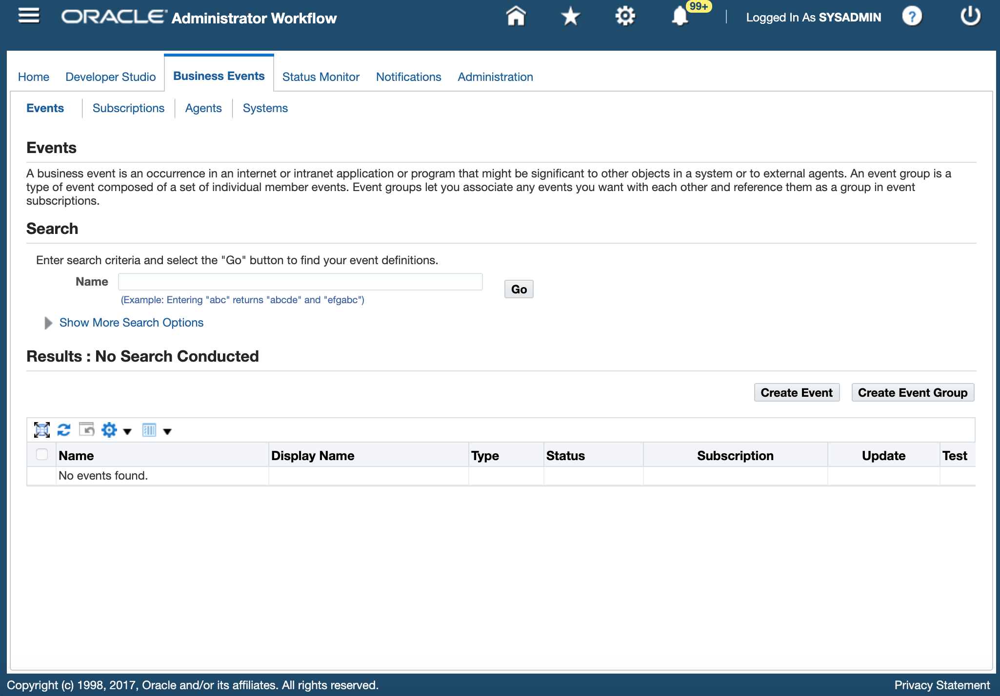 ORACLE Administrator Workflow
99+
Logged In As SYSADMIN
?
Home Developer Studio Business Events Status Monitor Notifications Administration
Events Subscriptions Agents Systems
Events
A business event is an occurrence in an internet or intranet application or program that might be significant to other objects in a system or to external agents. An event group is a
type of event composed of a set of individual member events. Event groups let you associate any events you want with each other and reference them as a group in event
subscriptions.
Search
Enter search criteria and select the "Go" button to find your event definitions.
Name
Go
(Example: Entering "abc" returns "abcde" and "efgabc")
Show More Search Options
Results : No Search Conducted
Create Event Create Event Group
Name Display Name Type Status Subscription Update Test
No events found.
Copyright (c) 1998, 2017, Oracle and/or its affiliates. All rights reserved. Privacy Statement